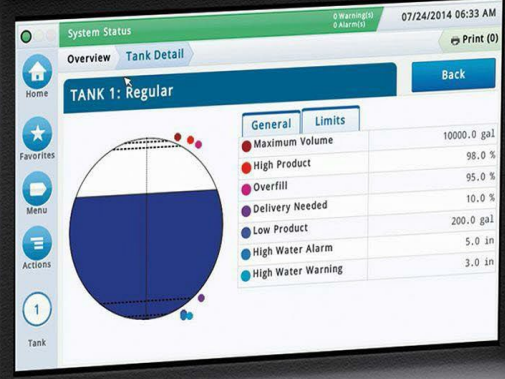 System Status
0 Warning(s)
0 Alarm(s)
07/24/2014 06:33 AM
Overview Tank Detail
Print (0)
TANK 1: Regular
Back
Home
Favorites
Menu
Actions
1
Tank
General Limits
Maximum Volume 10000.0 gal
High Product 98.0 %
Overfill 95.0 %
Delivery Needed 10.0 %
Low Product 200.0 gal
High Water Alarm 5.0 in
High Water Warning 3.0 in